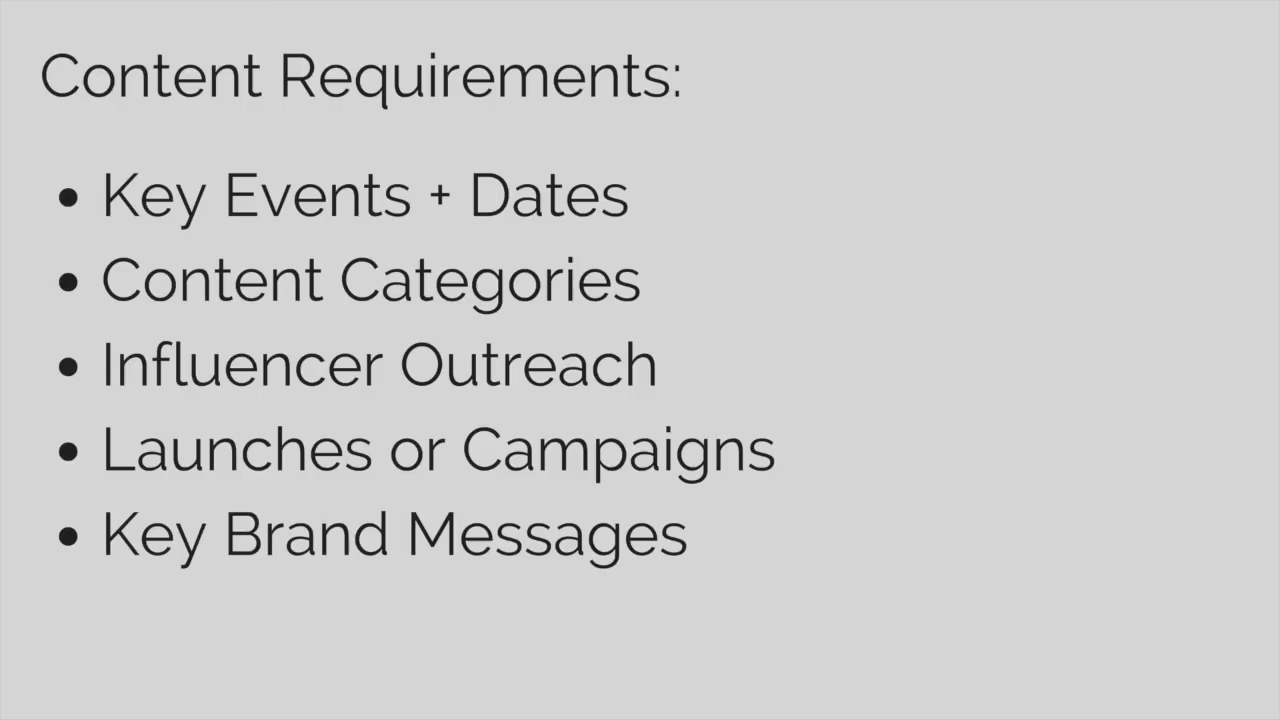 Content Requirements:
• Key Events + Dates
• Content Categories
• Influencer Outreach
• Launches or Campaigns
• Key Brand Messages